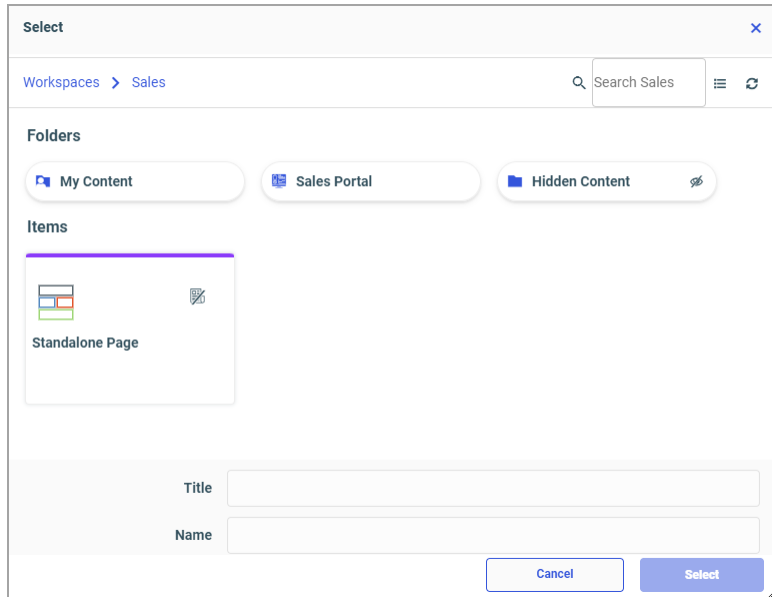 Select
Workspaces Sales Search Sales
Folders
My Content Sales Portal Hidden Content
Items
Standalone Page
Title
Name
Cancel Select